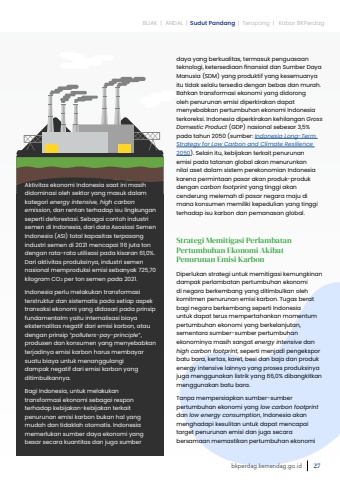 BIJAK | ANDAL | Sudut Pandang | Teropong | Kabar BKPerdag
Aktivitas ekonomi Indonesia saat ini masih
didominasi oleh sektor yang masuk dalam
kategori energy intensive, high carbon
emission, dan rentan terhadap isu lingkungan
seperti deforestasi. Sebagai contoh industri
semen di Indonesia, dari data Asosiasi Semen
Indonesia (ASI) total kapasitas terpasang
industri semen di 2021 mencapai 116 juta ton
dengan rata-rata utilisasi pada kisaran 61,0%.
Dari aktivitas produksinya, industri semen
nasional memproduksi emisi sebanyak 725,70
kilogram CO₂ per ton semen pada 2021.
Indonesia perlu melakukan transformasi
terstruktur dan sistematis pada setiap aspek
transaksi ekonomi yang didasari pada prinsip
fundamental yaitu internalisasi biaya
eksternalitas negatif dari emisi karbon, atau
dengan prinsip "polluters-pay-principle",
produsen dan konsumen yang menyebabkan
terjadinya emisi karbon harus membayar
suatu biaya untuk menanggulangi
dampak negatif dari emisi karbon yang
ditimbulkannya.
Bagi Indonesia, untuk melakukan
transformasi ekonomi sebagai respon
terhadap kebijakan-kebijakan terkait
penurunan emisi karbon bukan hal yang
mudah dan tidaklah otomatis. Indonesia
memerlukan sumber daya ekonomi yang
besar secara kuantitas dan juga sumber
daya yang berkualitas, termasuk penguasaan
teknologi, ketersediaan finansial dan Sumber Daya
Manusia (SDM) yang produktif yang kesemuanya
itu tidak selalu tersedia dengan bebas dan murah.
Bahkan transformasi ekonomi yang didorong
oleh penurunan emisi diperkirakan dapat
menyebabkan pertumbuhan ekonomi Indonesia
terkoreksi. Indonesia diperkirakan kehilangan Gross
Domestic Product (GDP) nasional sebesar 3,5%
pada tahun 2050 (sumber: Indonesia Long-Term
Strategy for Low Carbon and Climate Resilience
2050). Selain itu, kebijakan terkait penurunan
emisi pada tatanan global akan menurunkan
nilai aset dalam sistem perekonomian Indonesia
karena permintaan pasar akan produk-produk
dengan carbon footprint yang tinggi akan
cenderung melemah di pasar negara maju di
mana konsumen memiliki kepedulian yang tinggi
terhadap isu karbon dan pemanasan global.
Strategi Memitigasi Perlambatan
Pertumbuhan Ekonomi Akibat
Penurunan Emisi Karbon
Diperlukan strategi untuk memitigasi kemungkinan
dampak perlambatan pertumbuhan ekonomi
di negara berkembang yang ditimbulkan oleh
komitmen penurunan emisi karbon. Tugas berat
bagi negara berkembang seperti Indonesia
untuk dapat terus mempertahankan momentum
pertumbuhan ekonomi yang berkelanjutan,
sementara sumber-sumber pertumbuhan
ekonominya masih sangat energy intensive dan
high carbon footprint, seperti menjadi pengekspor
batu bara, kertas, karet, besi dan baja dan produk
energy intensive lainnya yang proses produksinya
juga menggunakan listrik yang 66,0% dibangkitkan
menggunakan batu bara.
Tanpa mempersiapkan sumber-sumber
pertumbuhan ekonomi yang low carbon footprint
dan low energy consumption, Indonesia akan
menghadapi kesulitan untuk dapat mencapai
target penurunan emisi dan juga secara
bersamaan memastikan pertumbuhan ekonomi
bkperdag.kemendag.go.id | 27